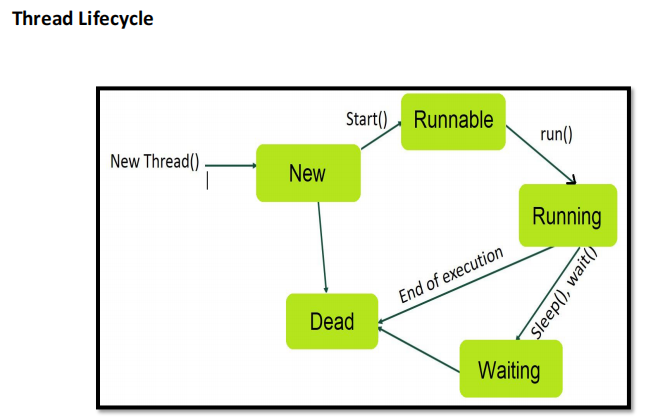 Thread Lifecycle
Start()
Runnable
run()
New Thread()
New
Running
End of execution
Sleep(), wait()
Dead
Waiting